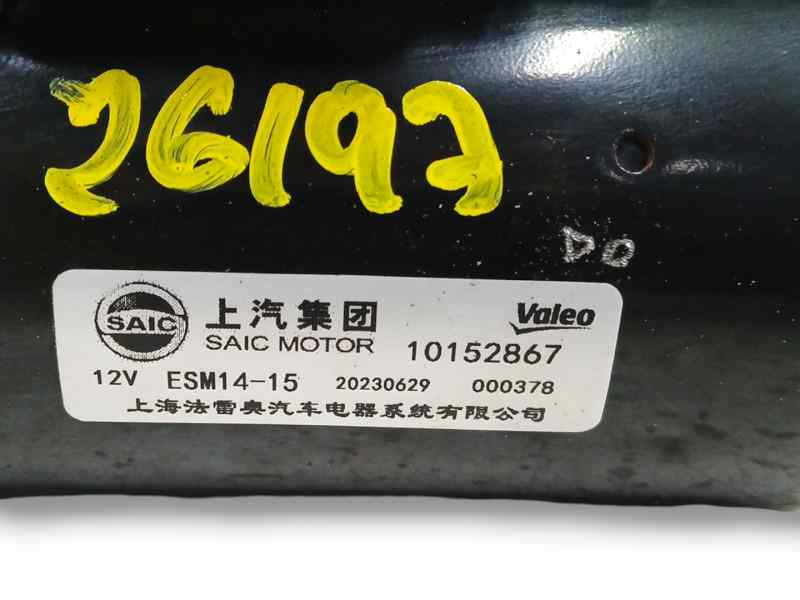 26197
DO
SAIC 上汽集团 Valeo
SAIC MOTOR 10152867
12V ESM14-15 20230629 000378
上海法雷奥汽车电器系统有限公司